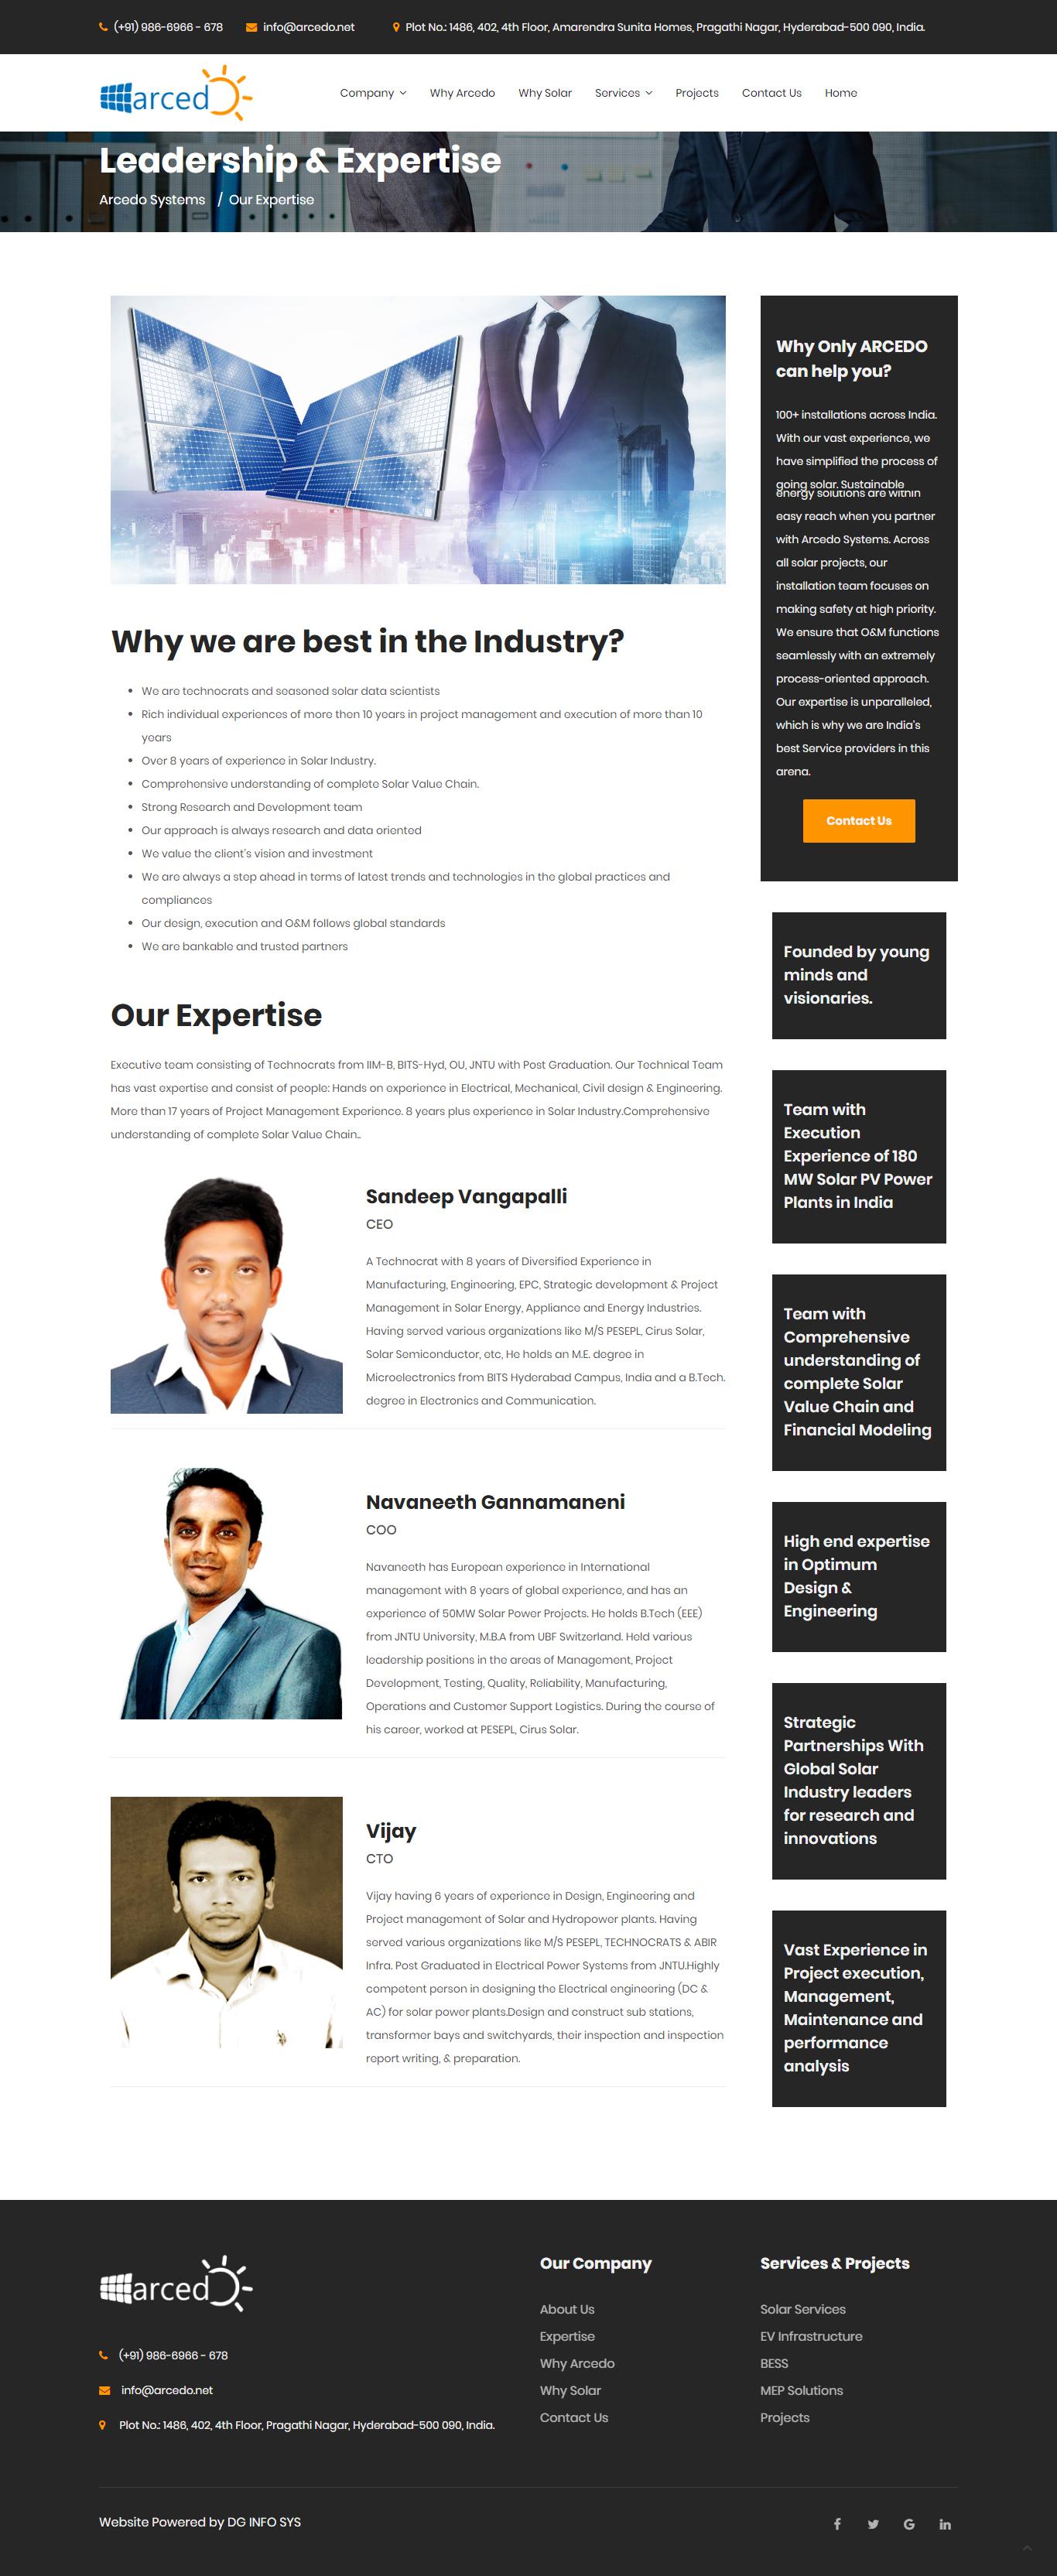 (+91) 986-6966 - 678
info@arcedo.net
Plot No.: 1486, 402, 4th Floor, Amarendra Sunita Homes, Pragathi Nagar, Hyderabad-500 090, India.
arcedo
Company
Why Arcedo
Why Solar
Services
Projects
Contact Us
Home
Leadership & Expertise
Arcedo Systems / Our Expertise
Why we are best in the Industry?
We are technocrats and seasoned solar data scientists
Rich individual experiences of more then 10 years in project management and execution of more than 10
years
Over 8 years of experience in Solar Industry.
Comprehensive understanding of complete Solar Value Chain.
Strong Research and Development team
Our approach is always research and data oriented
We value the client's vision and investment
We are always a step ahead in terms of latest trends and technologies in the global practices and
compliances
Our design, execution and O&M follows global standards
We are bankable and trusted partners
Our Expertise
Executive team consisting of Technocrats from IIM-B, BITS-Hyd, OU, JNTU with Post Graduation. Our Technical Team
has vast expertise and consist of people: Hands on experience in Electrical, Mechanical, Civil design & Engineering.
More than 17 years of Project Management Experience. 8 years plus experience in Solar Industry.Comprehensive
understanding of complete Solar Value Chain..
Sandeep Vangapalli
CEO
A Technocrat with 8 years of Diversified Experience in
Manufacturing, Engineering, EPC, Strategic development & Project
Management in Solar Energy, Appliance and Energy Industries.
Having served various organizations like M/S PESEPL, Cirus Solar,
Solar Semiconductor, etc, He holds an M.E. degree in
Microelectronics from BITS Hyderabad Campus, India and a B.Tech.
degree in Electronics and Communication.
Navaneeth Gannamaneni
COO
Navaneeth has European experience in International
management with 8 years of global experience, and has an
experience of 50MW Solar Power Projects. He holds B.Tech (EEE)
from JNTU University, M.B.A from UBF Switzerland. Held various
leadership positions in the areas of Management, Project
Development, Testing, Quality, Reliability, Manufacturing,
Operations and Customer Support Logistics. During the course of
his career, worked at PESEPL, Cirus Solar.
Vijay
CTO
Vijay having 6 years of experience in Design, Engineering and
Project management of Solar and Hydropower plants. Having
served various organizations like M/S PESEPL, TECHNOCRATS & ABIR
Infra. Post Graduated in Electrical Power Systems from JNTU.Highly
competent person in designing the Electrical engineering (DC &
AC) for solar power plants.Design and construct sub stations,
transformer bays and switchyards, their inspection and inspection
report writing, & preparation.
Why Only ARCEDO
can help you?
100+ installations across India.
With our vast experience, we
have simplified the process of
going solar. Sustainable
energy solutions are within
easy reach when you partner
with Arcedo Systems. Across
all solar projects, our
installation team focuses on
making safety at high priority.
We ensure that O&M functions
seamlessly with an extremely
process-oriented approach.
Our expertise is unparalleled,
which is why we are India's
best Service providers in this
arena.
Contact Us
Founded by young
minds and
visionaries.
Team with
Execution
Experience of 180
MW Solar PV Power
Plants in India
Team with
Comprehensive
understanding of
complete Solar
Value Chain and
Financial Modeling
High end expertise
in Optimum
Design &
Engineering
Strategic
Partnerships With
Global Solar
Industry leaders
for research and
innovations
Vast Experience in
Project execution,
Management,
Maintenance and
performance
analysis
arcedo
(+91) 986-6966 - 678
info@arcedo.net
Plot No.: 1486, 402, 4th Floor, Pragathi Nagar, Hyderabad-500 090, India.
Our Company
About Us
Expertise
Why Arcedo
Why Solar
Contact Us
Services & Projects
Solar Services
EV Infrastructure
BESS
MEP Solutions
Projects
Website Powered by DG INFO SYS